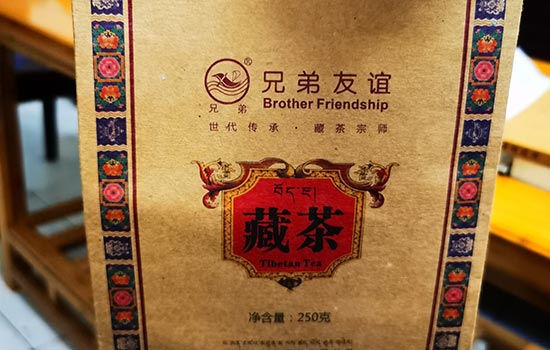 ®
兄弟
兄弟友谊
Brother Friendship
世代传承·藏茶宗师
བོད་ཇ།
藏茶
Tibetan Tea
净含量：250克